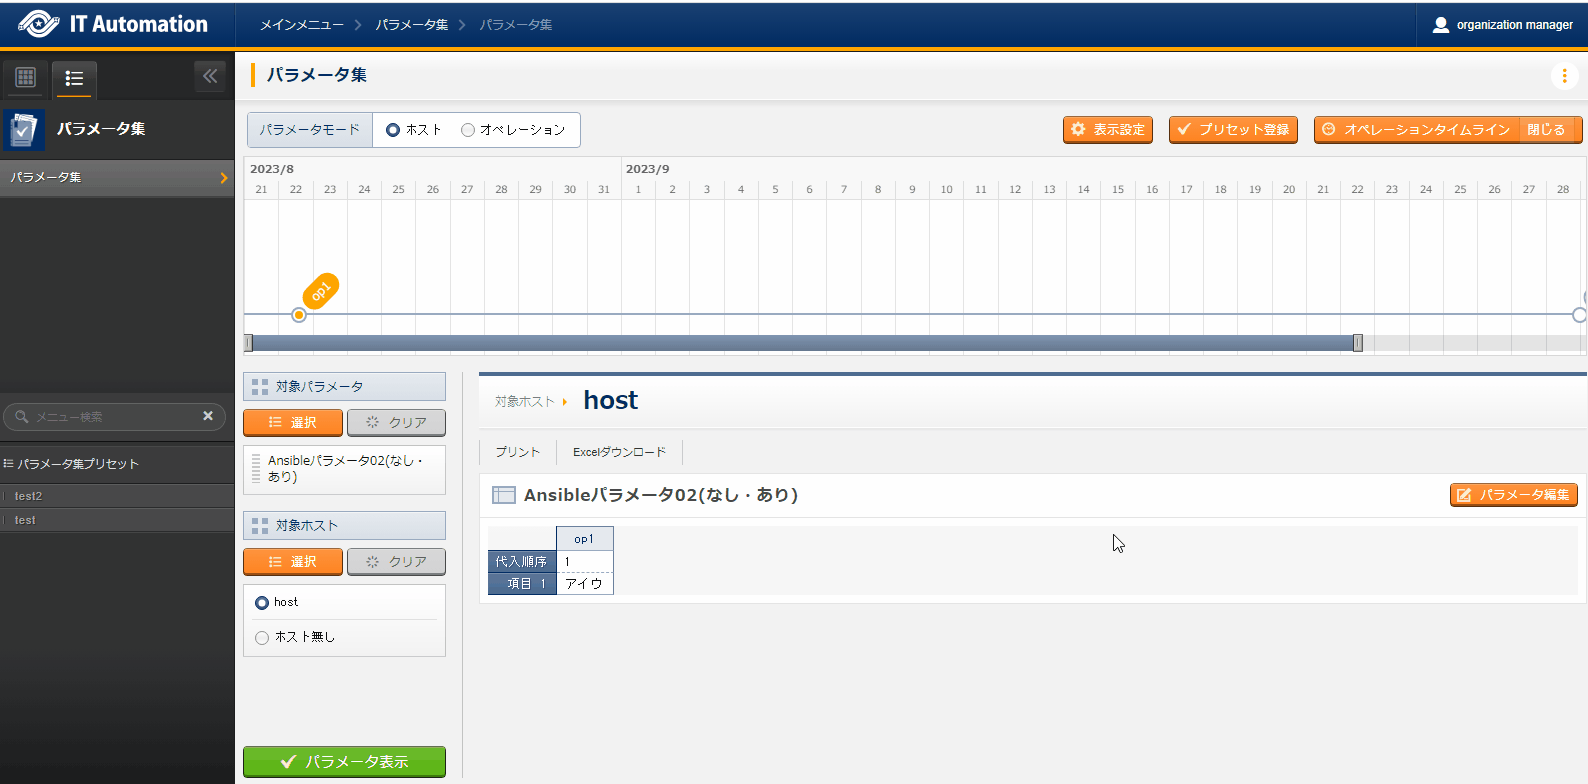 IT Automation
メインメニュー パラメータ集 パラメータ集
organization manager
パラメータ集
パラメータ集
パラメータ集
メニュー検索
パラメータ集プリセット
test2
test
パラメータモード ホスト オペレーション
表示設定
プリセット登録
オペレーションタイムライン 閉じる
2023/8 2023/9
21 22 23 24 25 26 27 28 29 30 31 1 2 3 4 5 6 7 8 9 10 11 12 13 14 15 16 17 18 19 20 21 22 23 24 25 26 27 28
op1
対象パラメータ
選択 クリア
Ansibleパラメータ02(なし・
あり)
対象ホスト
選択 クリア
host
ホスト無し
パラメータ表示
対象ホスト host
プリント Excelダウンロード
Ansibleパラメータ02(なし・あり)
パラメータ編集
op1
代入順序 1
項目 1 アイウ